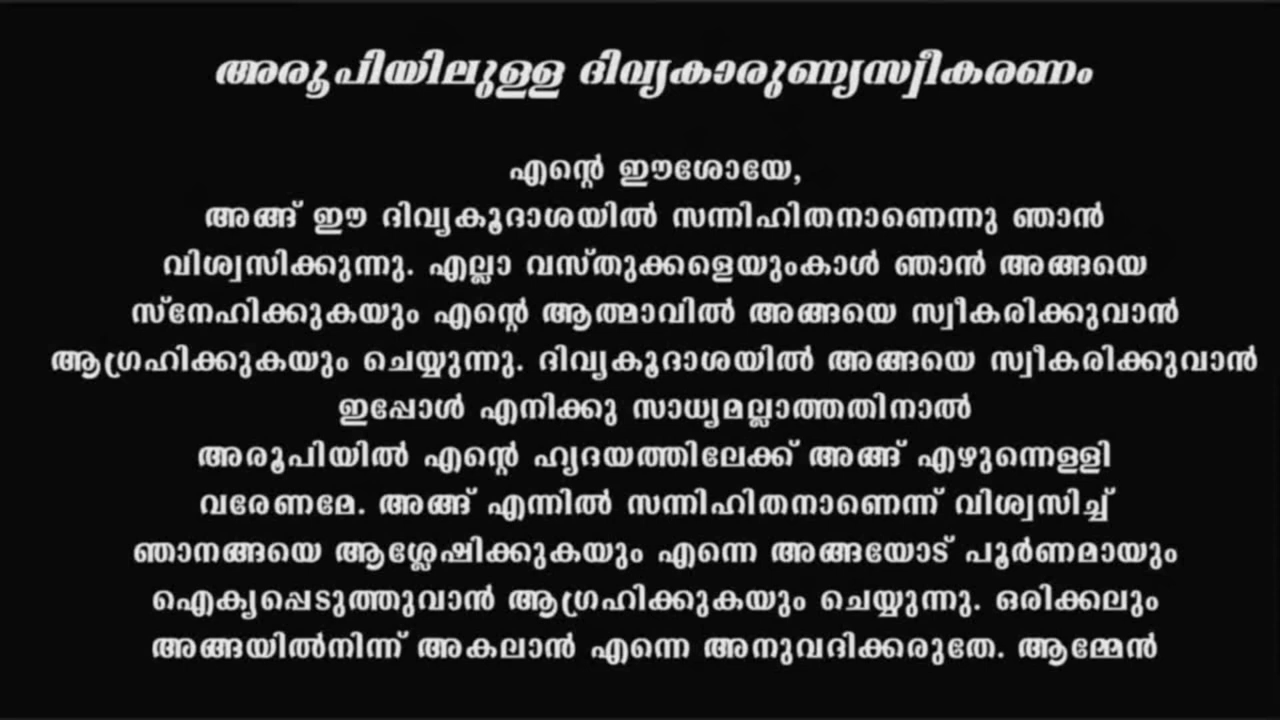 അരൂപിയിലുള്ള ദിവ്യകാരുണ്യസ്വീകരണം
എന്റെ ഈശോയേ,
അങ്ങ് ഈ ദിവ്യകൂദാശയിൽ സന്നിഹിതനാണെന്നു ഞാൻ
വിശ്വസിക്കുന്നു. എല്ലാ വസ്തുക്കളെയുംകാൾ ഞാൻ അങ്ങയെ
സ്നേഹിക്കുകയും എന്റെ ആത്മാവിൽ അങ്ങയെ സ്വീകരിക്കുവാൻ
ആഗ്രഹിക്കുകയും ചെയ്യുന്നു. ദിവ്യകൂദാശയിൽ അങ്ങയെ സ്വീകരിക്കുവാൻ
ഇപ്പോൾ എനിക്കു സാധ്യമല്ലാത്തതിനാൽ
അരൂപിയിൽ എന്റെ ഹൃദയത്തിലേക്ക് അങ്ങ് എഴുന്നെള്ളി
വരേണമേ. അങ്ങ് എന്നിൽ സന്നിഹിതനാണെന്ന് വിശ്വസിച്ച്
ഞാനങ്ങയെ ആശ്ലേഷിക്കുകയും എന്നെ അങ്ങയോട് പൂർണമായും
ഐക്യപ്പെടുത്തുവാൻ ആഗ്രഹിക്കുകയും ചെയ്യുന്നു. ഒരിക്കലും
അങ്ങയിൽനിന്ന് അകലാൻ എന്നെ അനുവദിക്കരുതേ. ആമ്മേൻ